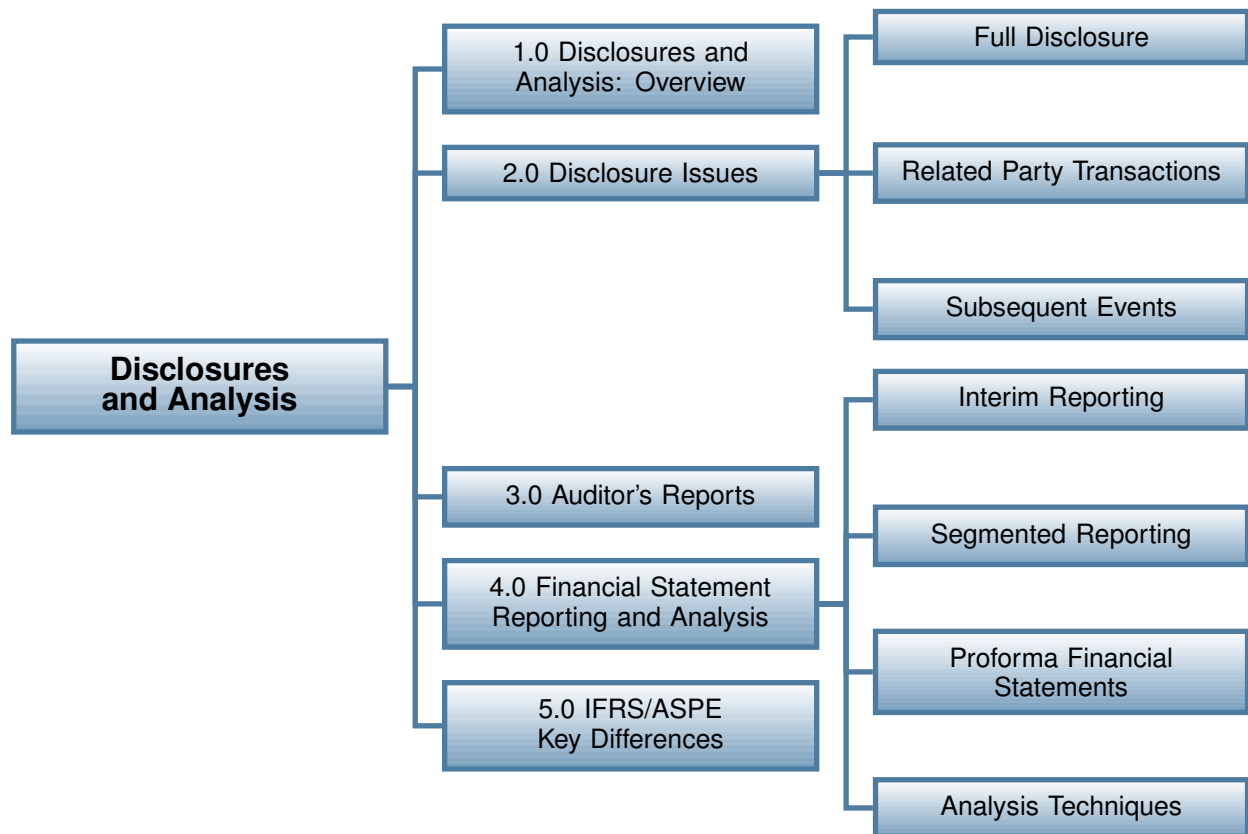 Disclosures
and Analysis
1.0 Disclosures and
Analysis: Overview
2.0 Disclosure Issues
Full Disclosure
Related Party Transactions
Subsequent Events
3.0 Auditor's Reports
4.0 Financial Statement
Reporting and Analysis
Interim Reporting
Segmented Reporting
Proforma Financial
Statements
Analysis Techniques
5.0 IFRS/ASPE
Key Differences